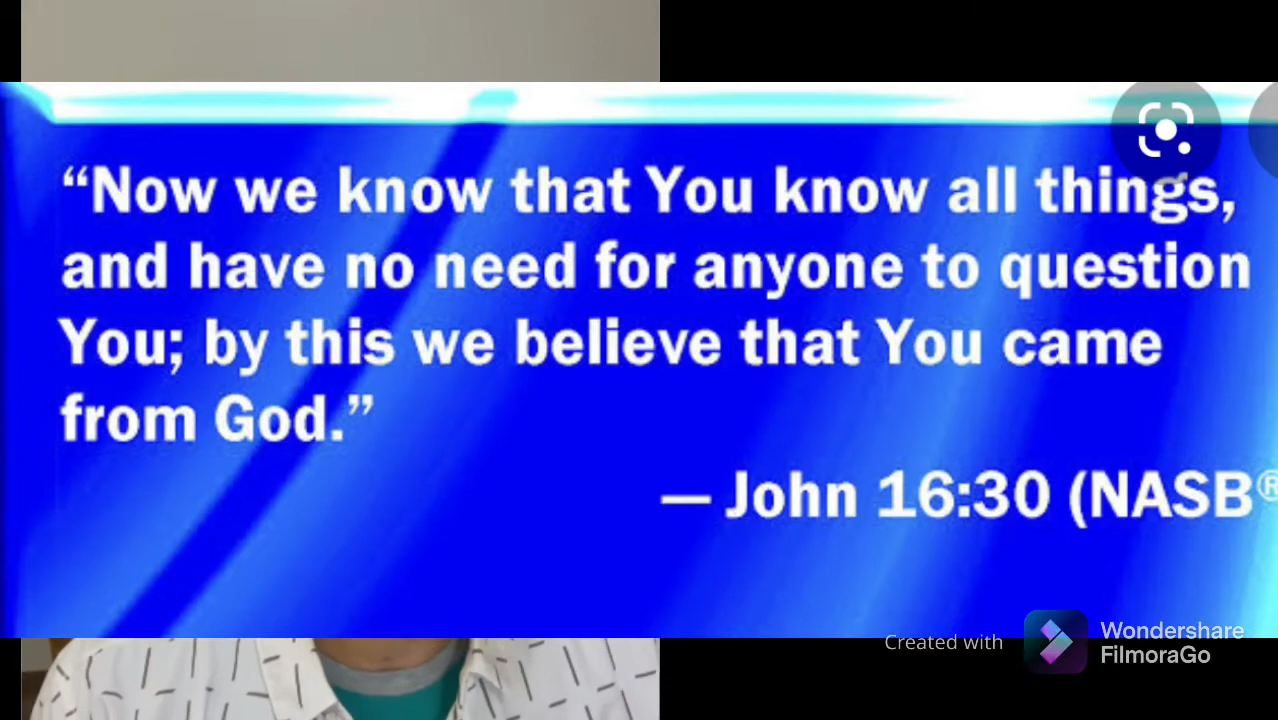 “Now we know that You know all things,
and have no need for anyone to question
You; by this we believe that You came
from God.”
— John 16:30 (NASB®
Created with
Wondershare
FilmoraGo